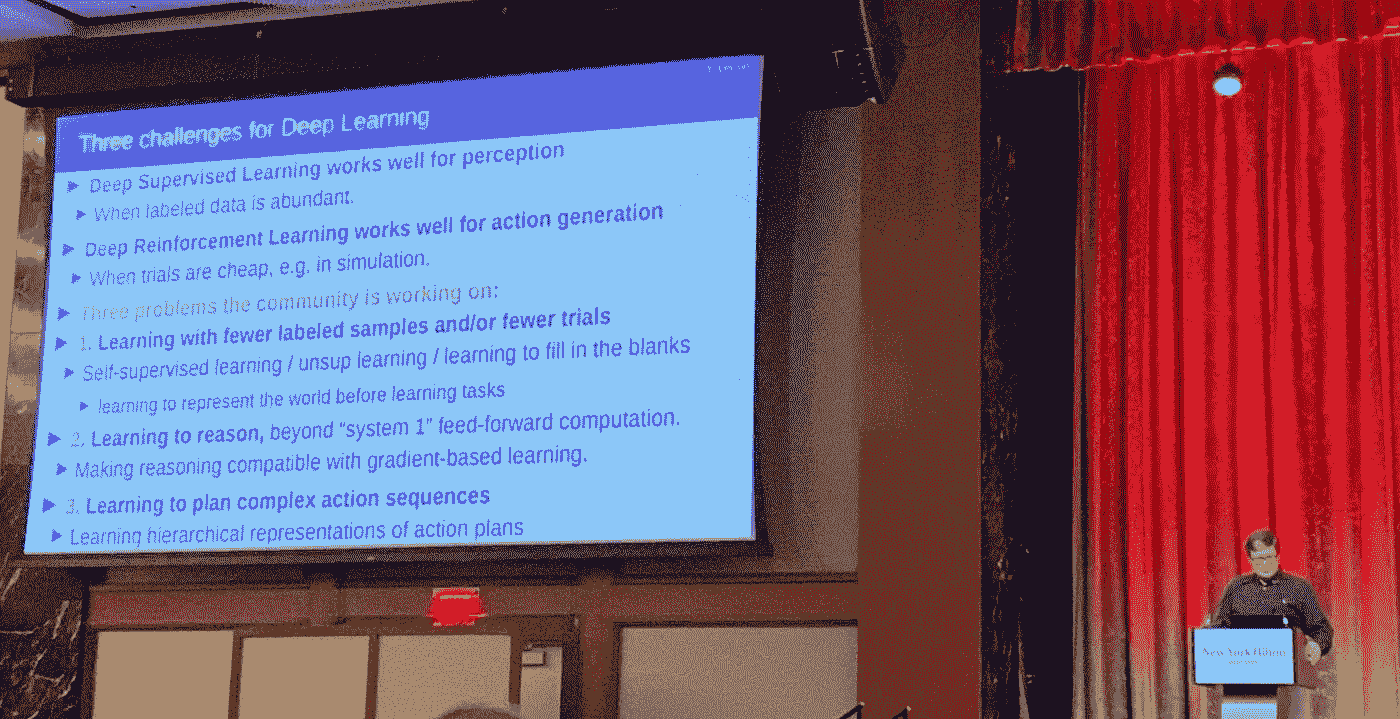 Three challenges for Deep Learning
Deep Supervised Learning works well for perception
When labeled data is abundant.
Deep Reinforcement Learning works well for action generation
When trials are cheap, e.g. in simulation.
Three problems the community is working on:
1. Learning with fewer labeled samples and/or fewer trials
Self-supervised learning / unsup learning / learning to fill in the blanks
learning to represent the world before learning tasks
2. Learning to reason, beyond “system 1” feed-forward computation.
Making reasoning compatible with gradient-based learning.
3. Learning to plan complex action sequences
Learning hierarchical representations of action plans
New York Hilton